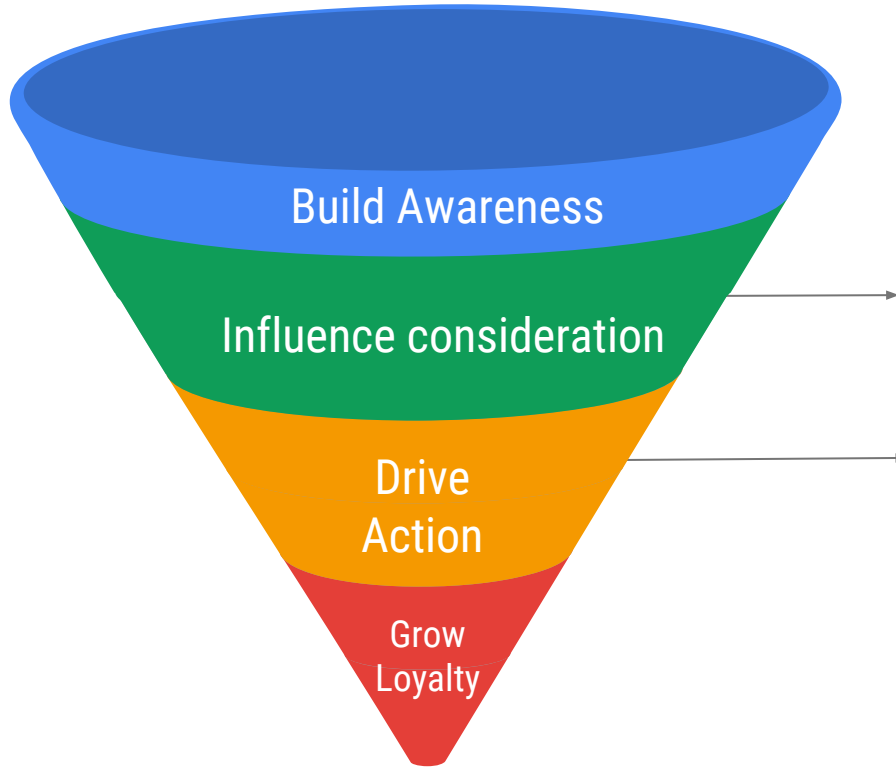 Build Awareness
Influence consideration
Drive
Action
Grow
Loyalty